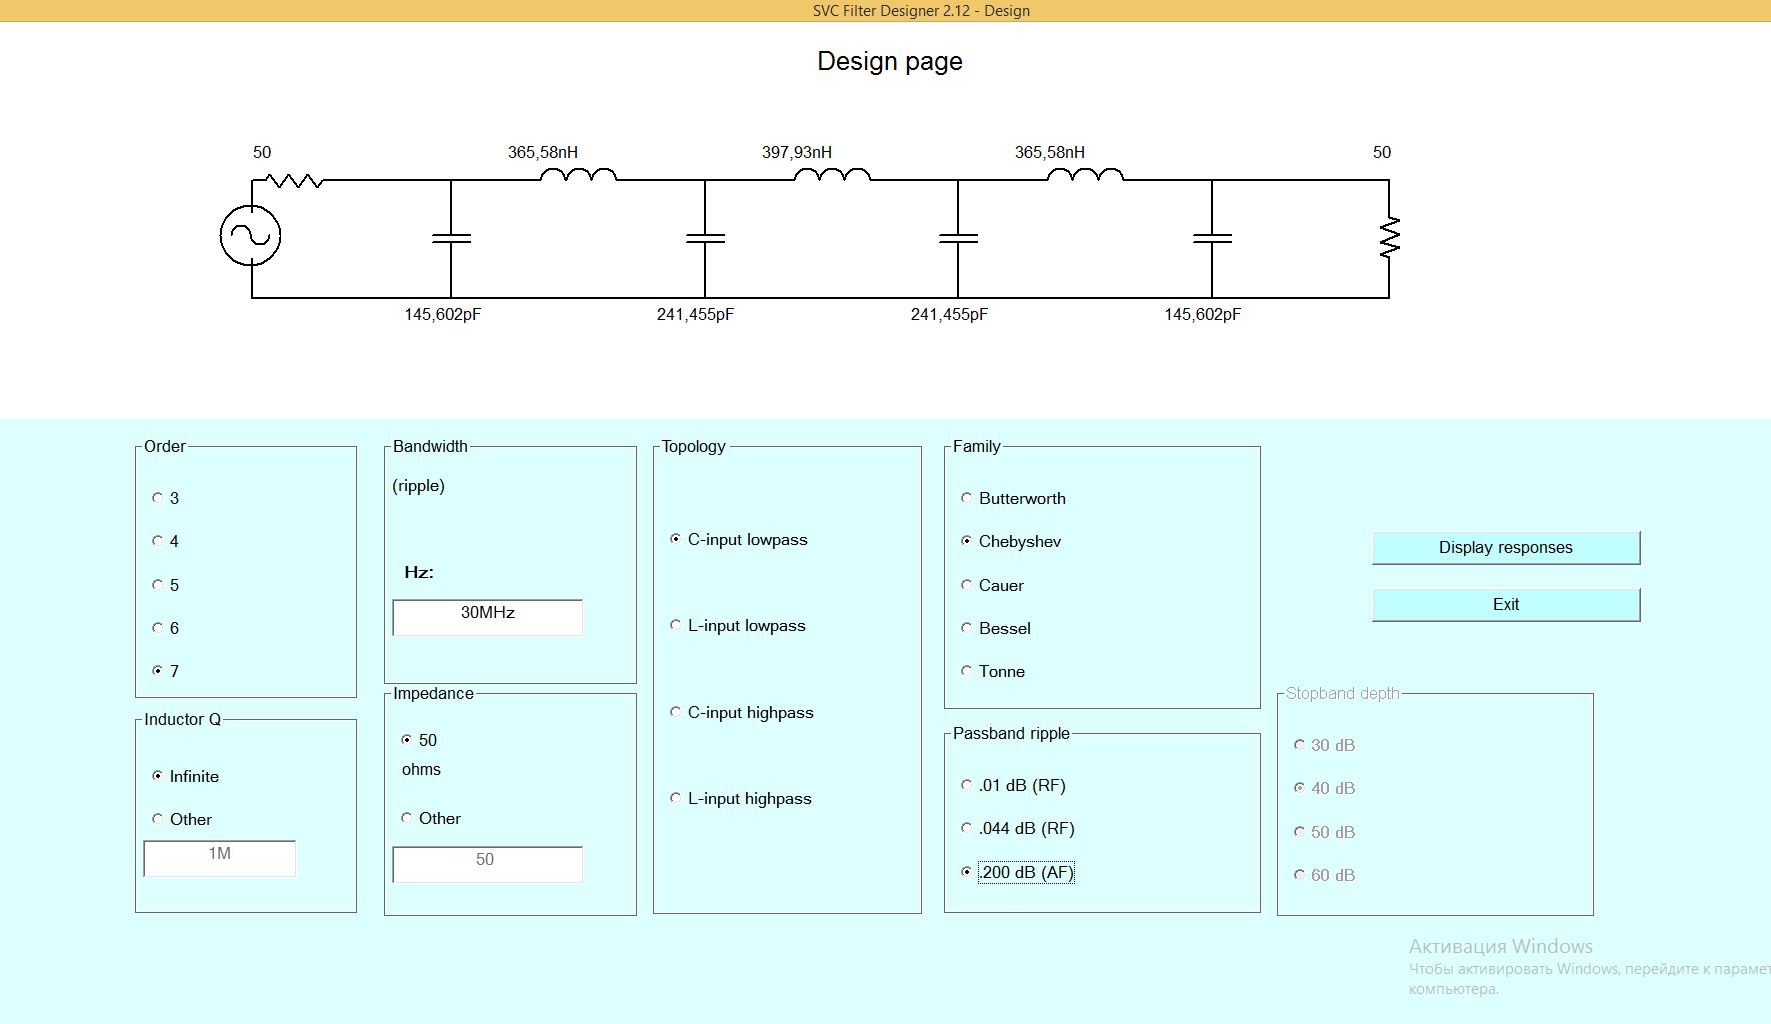 SVC Filter Designer 2.12 - Design
Design page
50 365,58nH 397,93nH 365,58nH 50
145,602pF 241,455pF 241,455pF 145,602pF
Order
3
4
5
6
7
Inductor Q
Infinite
Other
1M
Bandwidth
(ripple)
Hz:
30MHz
Impedance
50
ohms
Other
50
Topology
C-input lowpass
L-input lowpass
C-input highpass
L-input highpass
Family
Butterworth
Chebyshev
Cauer
Bessel
Tonne
Passband ripple
.01 dB (RF)
.044 dB (RF)
.200 dB (AF)
Display responses
Exit
Stopband depth
30 dB
40 dB
50 dB
60 dB
Активация Windows
Чтобы активировать Windows, перейдите к парамет
компьютера.